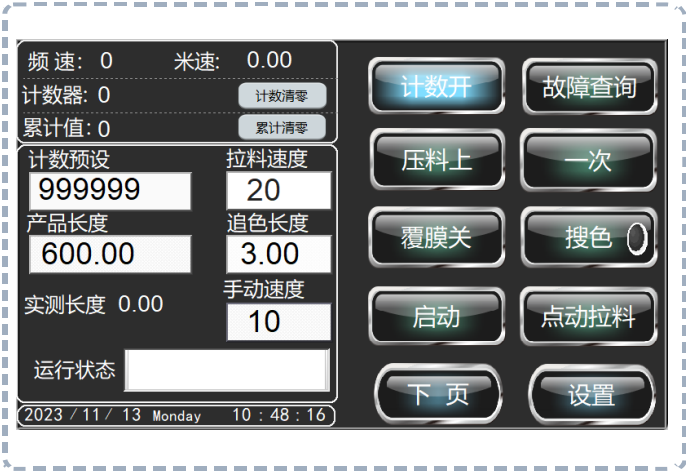 频 速: 0 米速: 0.00
计数器: 0 计数清零
累计值: 0 累计清零
计数预设 拉料速度
999999 20
产品长度 追色长度
600.00 3.00
实测长度 0.00 手动速度
10
运行状态
2023 / 11 / 13 Monday 10 : 48 : 16
计数开 故障查询
压料上 一次
覆膜关 搜色
启动 点动拉料
下 页 设置